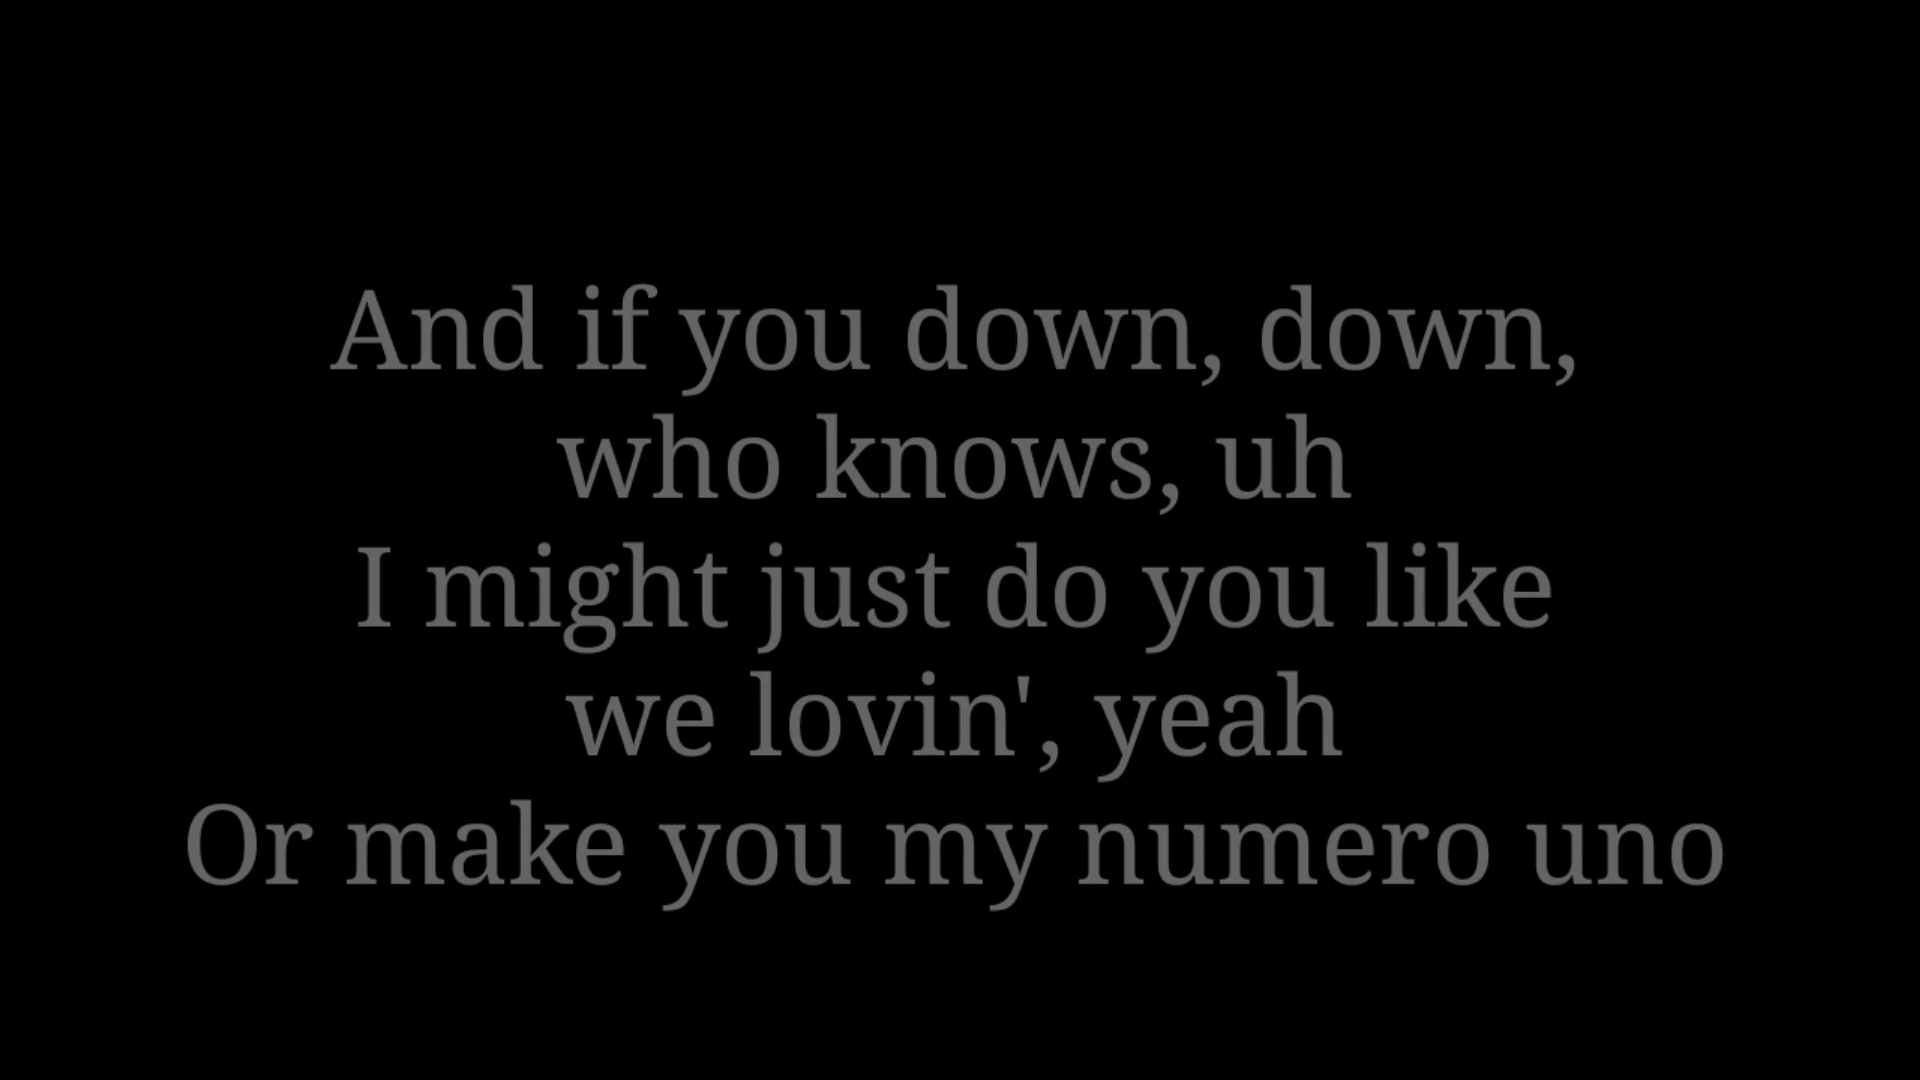 And if you down, down,
who knows, uh
I might just do you like
we lovin', yeah
Or make you my numero uno